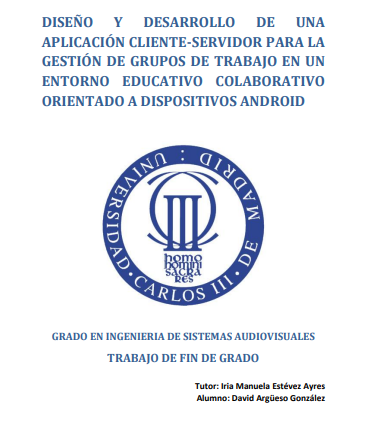 DISEÑO Y DESARROLLO DE UNA
APLICACIÓN CLIENTE-SERVIDOR PARA LA
GESTIÓN DE GRUPOS DE TRABAJO EN UN
ENTORNO EDUCATIVO COLABORATIVO
ORIENTADO A DISPOSITIVOS ANDROID
UNIVERSIDAD · CARLOS III · DE MADRID
homo
homini
sacra
res
GRADO EN INGENIERIA DE SISTEMAS AUDIOVISUALES
TRABAJO DE FIN DE GRADO
Tutor: Iria Manuela Estévez Ayres
Alumno: David Argüeso González